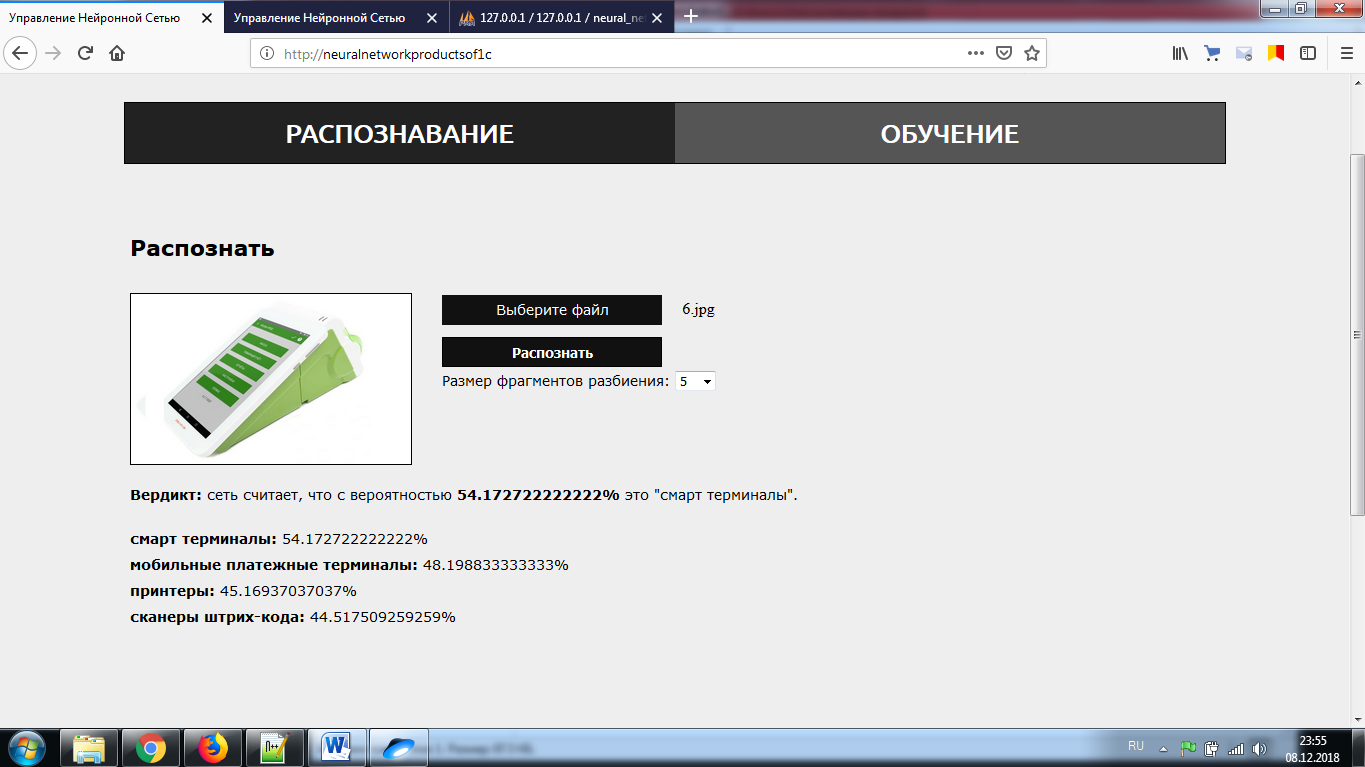 Управление Нейронной Сетью
Управление Нейронной Сетью
127.0.0.1 / 127.0.0.1 / neural_ne
http://neuralnetworkproductsof1c
РАСПОЗНАВАНИЕ
ОБУЧЕНИЕ
Распознать
Выберите файл
6.jpg
Распознать
Размер фрагментов разбиения: 5
Вердикт: сеть считает, что с вероятностью 54.172722222222% это "смарт терминалы".
смарт терминалы: 54.172722222222%
мобильные платежные терминалы: 48.198833333333%
принтеры: 45.16937037037%
сканеры штрих-кода: 44.517509259259%
RU
23:55
08.12.2018